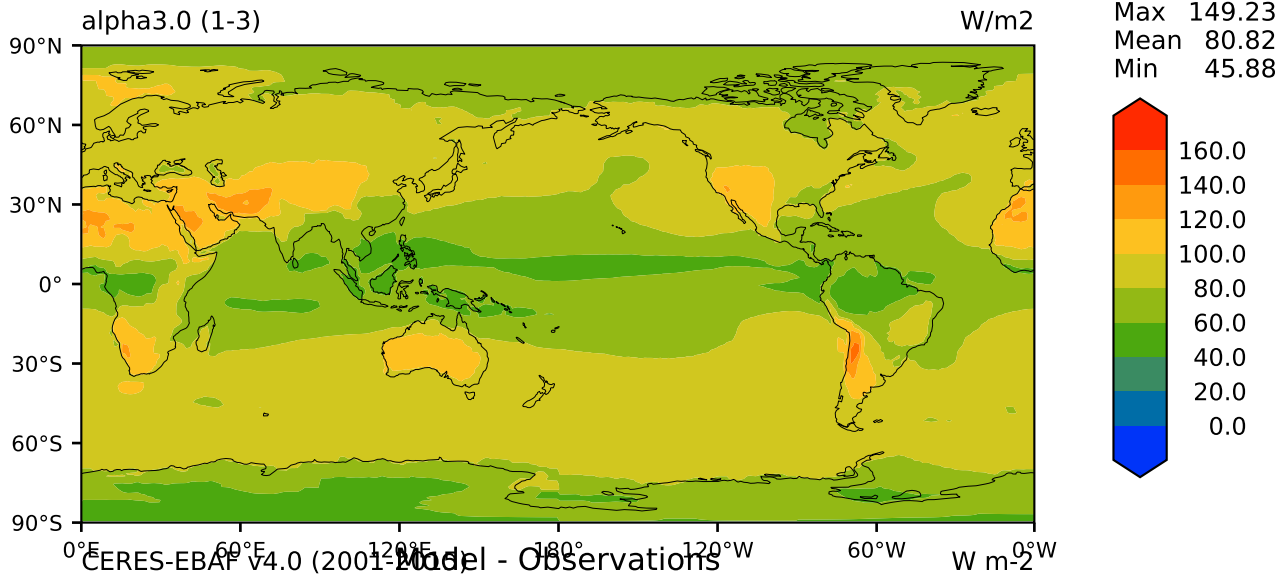 alpha3.0 (1-3) W/m2
Max 149.23
Mean 80.82
Min 45.88
90°N
60°N
30°N
0°
30°S
60°S
90°S
160.0
140.0
120.0
100.0
80.0
60.0
40.0
20.0
0.0
0°E 60°E 120°E 180° 120°W 60°W 0°W
CERES-EBAF v4.0 (2001-2015) Model - Observations W m-2